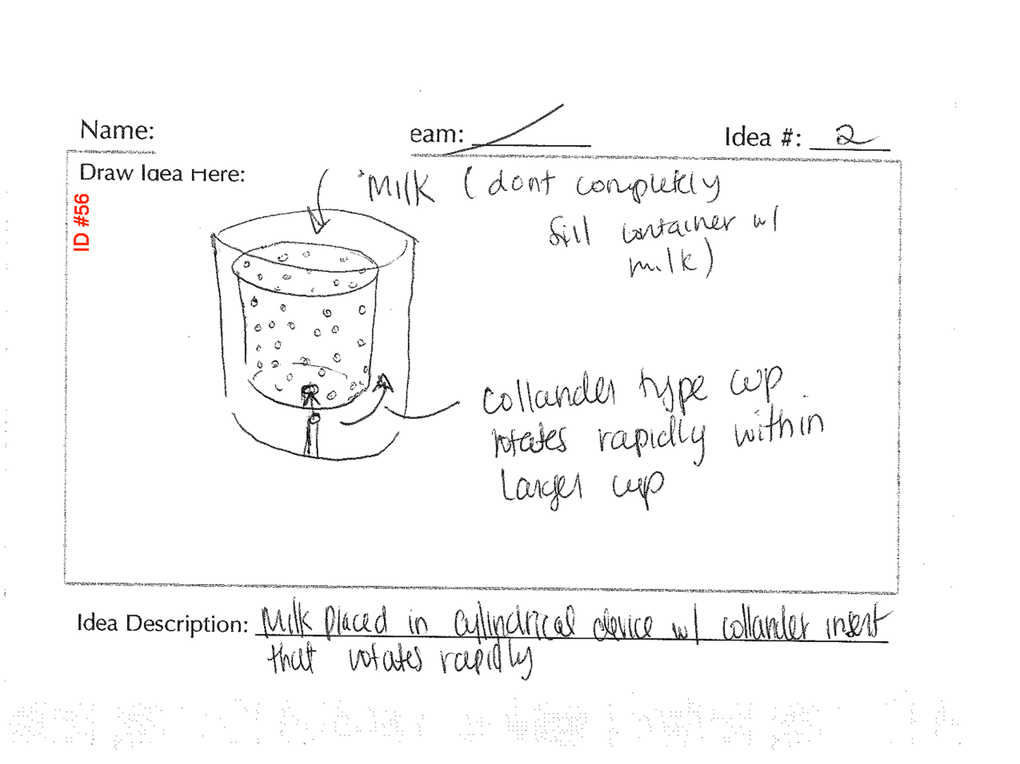 Name:
eam:
Idea #: 2
Draw Idea Here:
ID #56
Milk (dont completely
fill container w/
milk)
collander type cup
rotates rapidly within
larger cup
Idea Description: Milk placed in cylindrical device w/ collander insert
that rotates rapidly